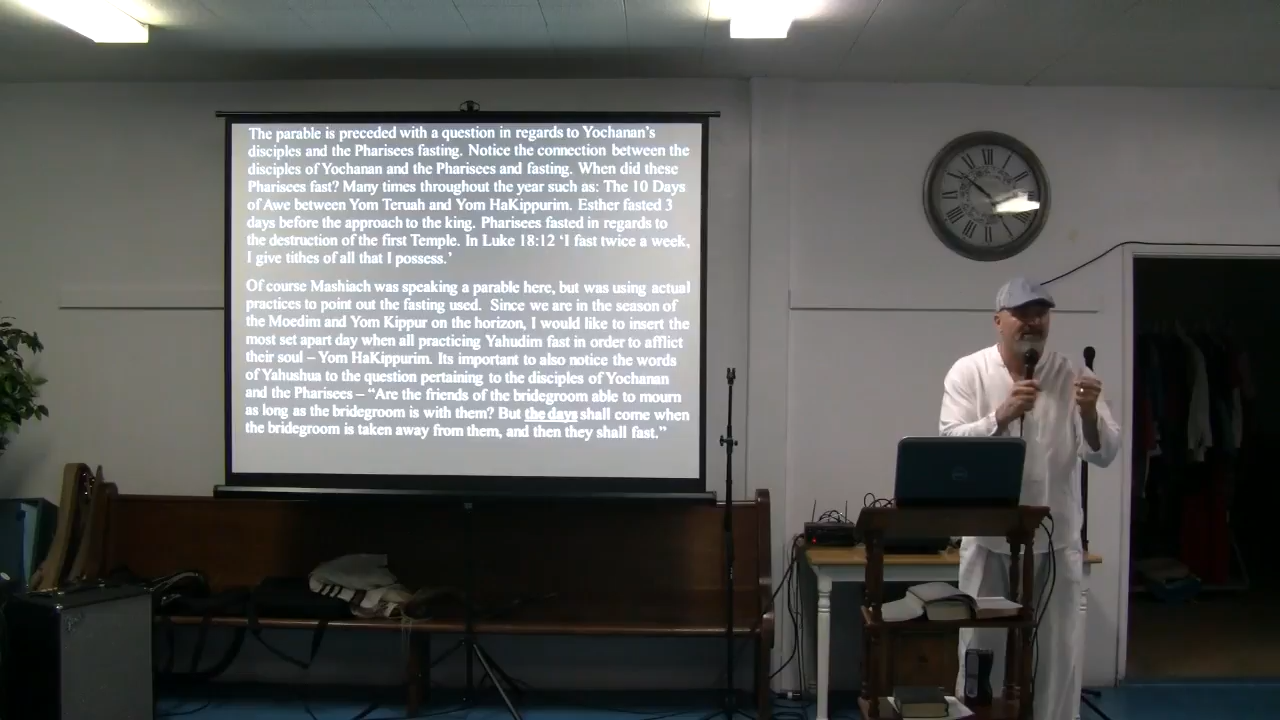 The parable is preceded with a question in regards to Yochanan's
disciples and the Pharisees fasting. Notice the connection between the
disciples of Yochanan and the Pharisees and fasting. When did these
Pharisees fast? Many times throughout the year such as: The 10 Days
of Awe between Yom Teruah and Yom HaKippurim. Esther fasted 3
days before the approach to the king. Pharisees fasted in regards to
the destruction of the first Temple. In Luke 18:12 'I fast twice a week,
I give tithes of all that I possess.'
Of course Mashiach was speaking a parable here, but was using actual
practices to point out the fasting used. Since we are in the season of
the Moedim and Yom Kippur on the horizon, I would like to insert the
most set apart day when all practicing Yahudim fast in order to afflict
their soul – Yom HaKippurim. Its important to also notice the words
of Yahushua to the question pertaining to the disciples of Yochanan
and the Pharisees – "Are the friends of the bridegroom able to mourn
as long as the bridegroom is with them? But the days shall come when
the bridegroom is taken away from them, and then they shall fast."